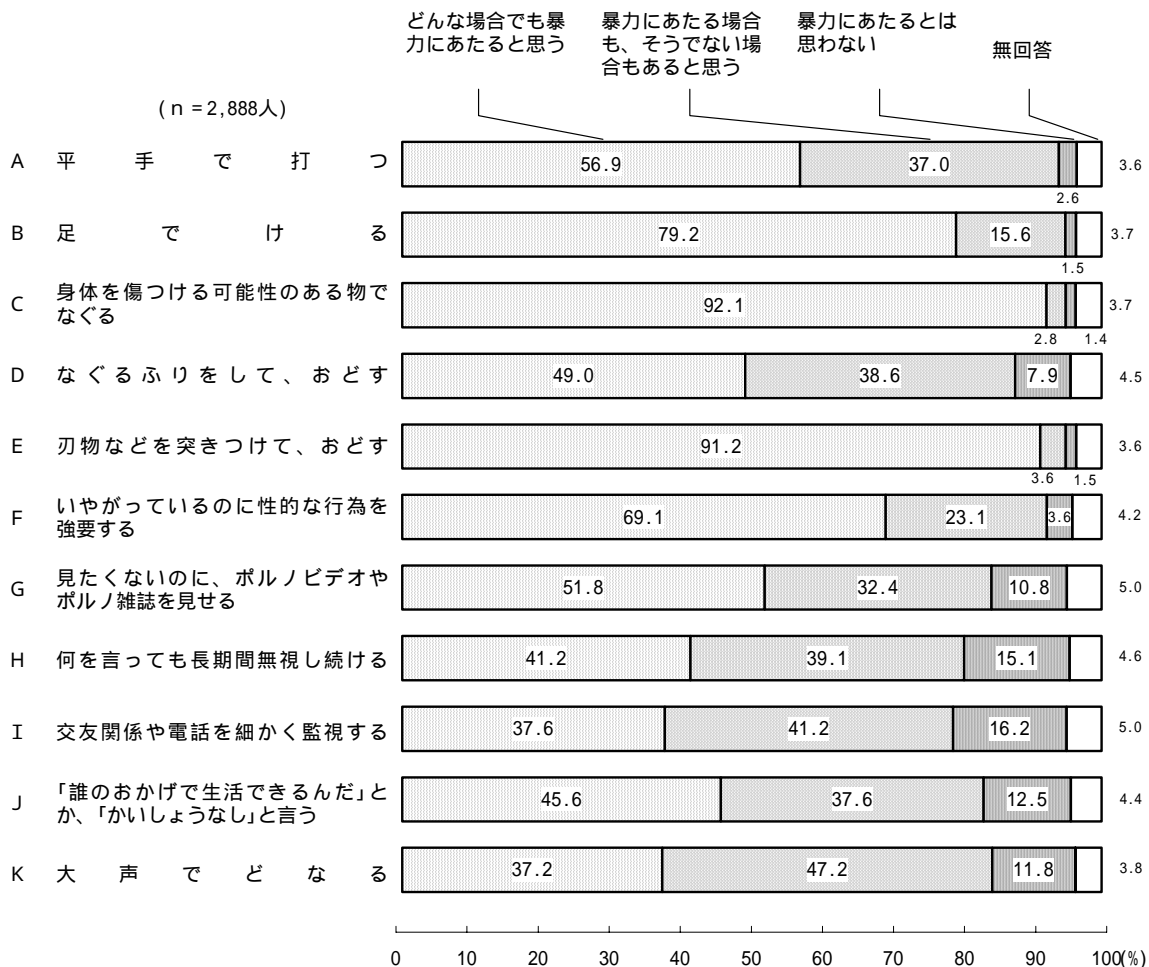 どんな場合でも暴
力にあたると思う
暴力にあたる場合
も、そうでない場
合もあると思う
暴力にあたるとは
思わない
無回答
(n=2,888人)
A 平手で打つ 56.9 37.0 3.6
2.6
B 足でける 79.2 15.6 3.7
1.5
C 身体を傷つける可能性のある物で
なぐる
92.1 3.7
2.8 1.4
D なぐるふりをして、おどす 49.0 38.6 7.9 4.5
E 刃物などを突きつけて、おどす 91.2 3.6
3.6 1.5
F いやがっているのに性的な行為を
強要する
69.1 23.1 3.6 4.2
G 見たくないのに、ポルノビデオや
ポルノ雑誌を見せる
51.8 32.4 10.8 5.0
H 何を言っても長期間無視し続ける 41.2 39.1 15.1 4.6
I 交友関係や電話を細かく監視する 37.6 41.2 16.2 5.0
J 「誰のおかげで生活できるんだ」と
か、「かいしょうなし」と言う
45.6 37.6 12.5 4.4
K 大声でどなる 37.2 47.2 11.8 3.8
0 10 20 30 40 50 60 70 80 90 100(%)